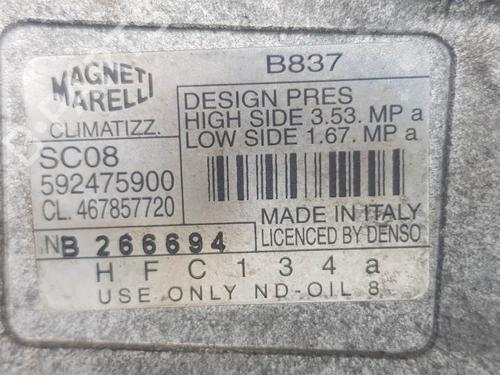 MAGNETI
MARELLI
CLIMATIZZ.
B837
DESIGN PRES
HIGH SIDE 3.53. MP a
LOW SIDE 1.67. MP a
SC08
592475900
CL. 467857720
MADE IN ITALY
LICENCED BY DENSO
.N B 266694
HFC134a
USE ONLY ND-OIL 8